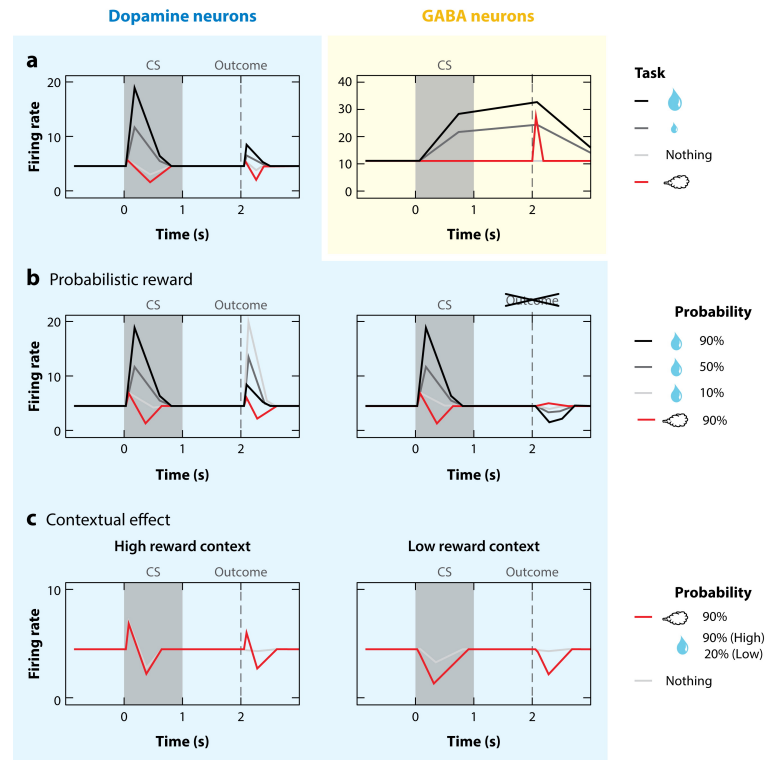 Dopamine neurons
GABA neurons
a
CS
Outcome
CS
Firing rate
20
10
0
40
30
20
10
0
0
1
2
0
1
2
Time (s)
Time (s)
Task
Nothing
b Probabilistic reward
CS
Outcome
CS
Outcome
Firing rate
20
10
0
0
1
2
0
1
2
Time (s)
Time (s)
Probability
90%
50%
10%
90%
c Contextual effect
High reward context
Low reward context
CS
Outcome
CS
Outcome
Firing rate
10
0
0
1
2
0
1
2
Time (s)
Time (s)
Probability
90%
90% (High)
20% (Low)
Nothing